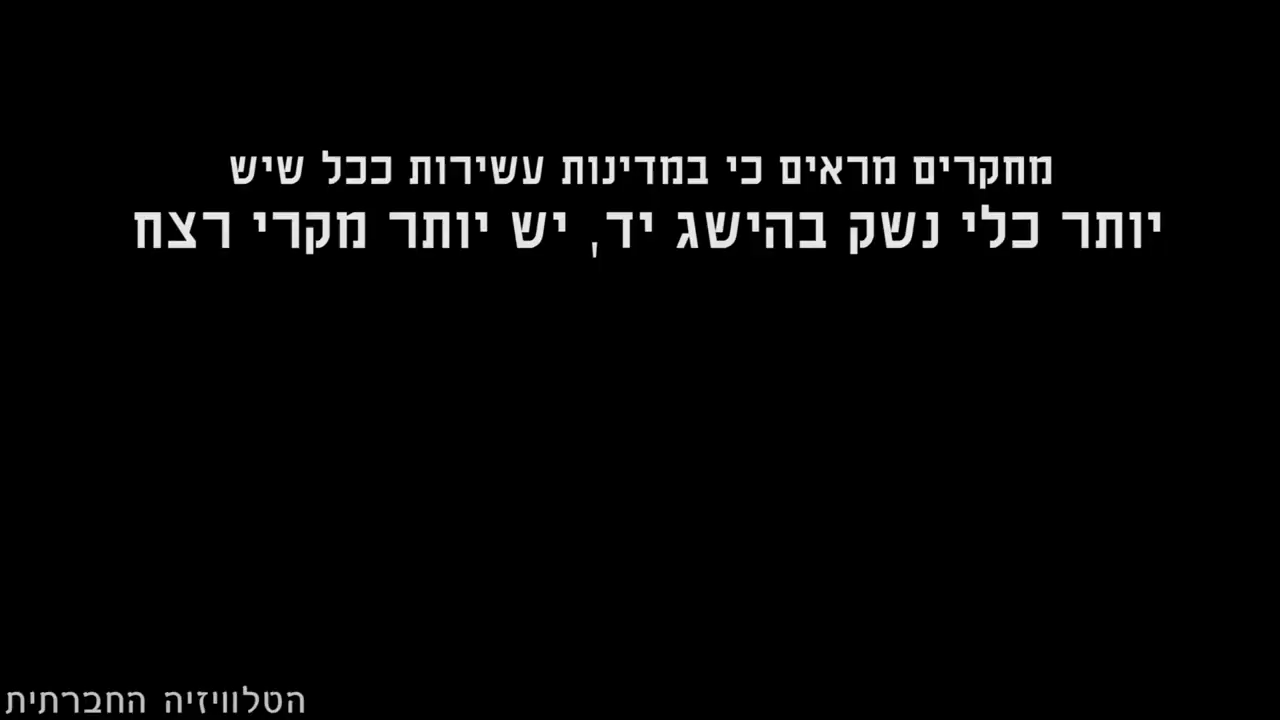 מחקרים מראים כי במדינות עשירות ככל שיש
יותר כלי נשק בהישג יד, יש יותר מקרי רצח
הטלוויזיה החברתית